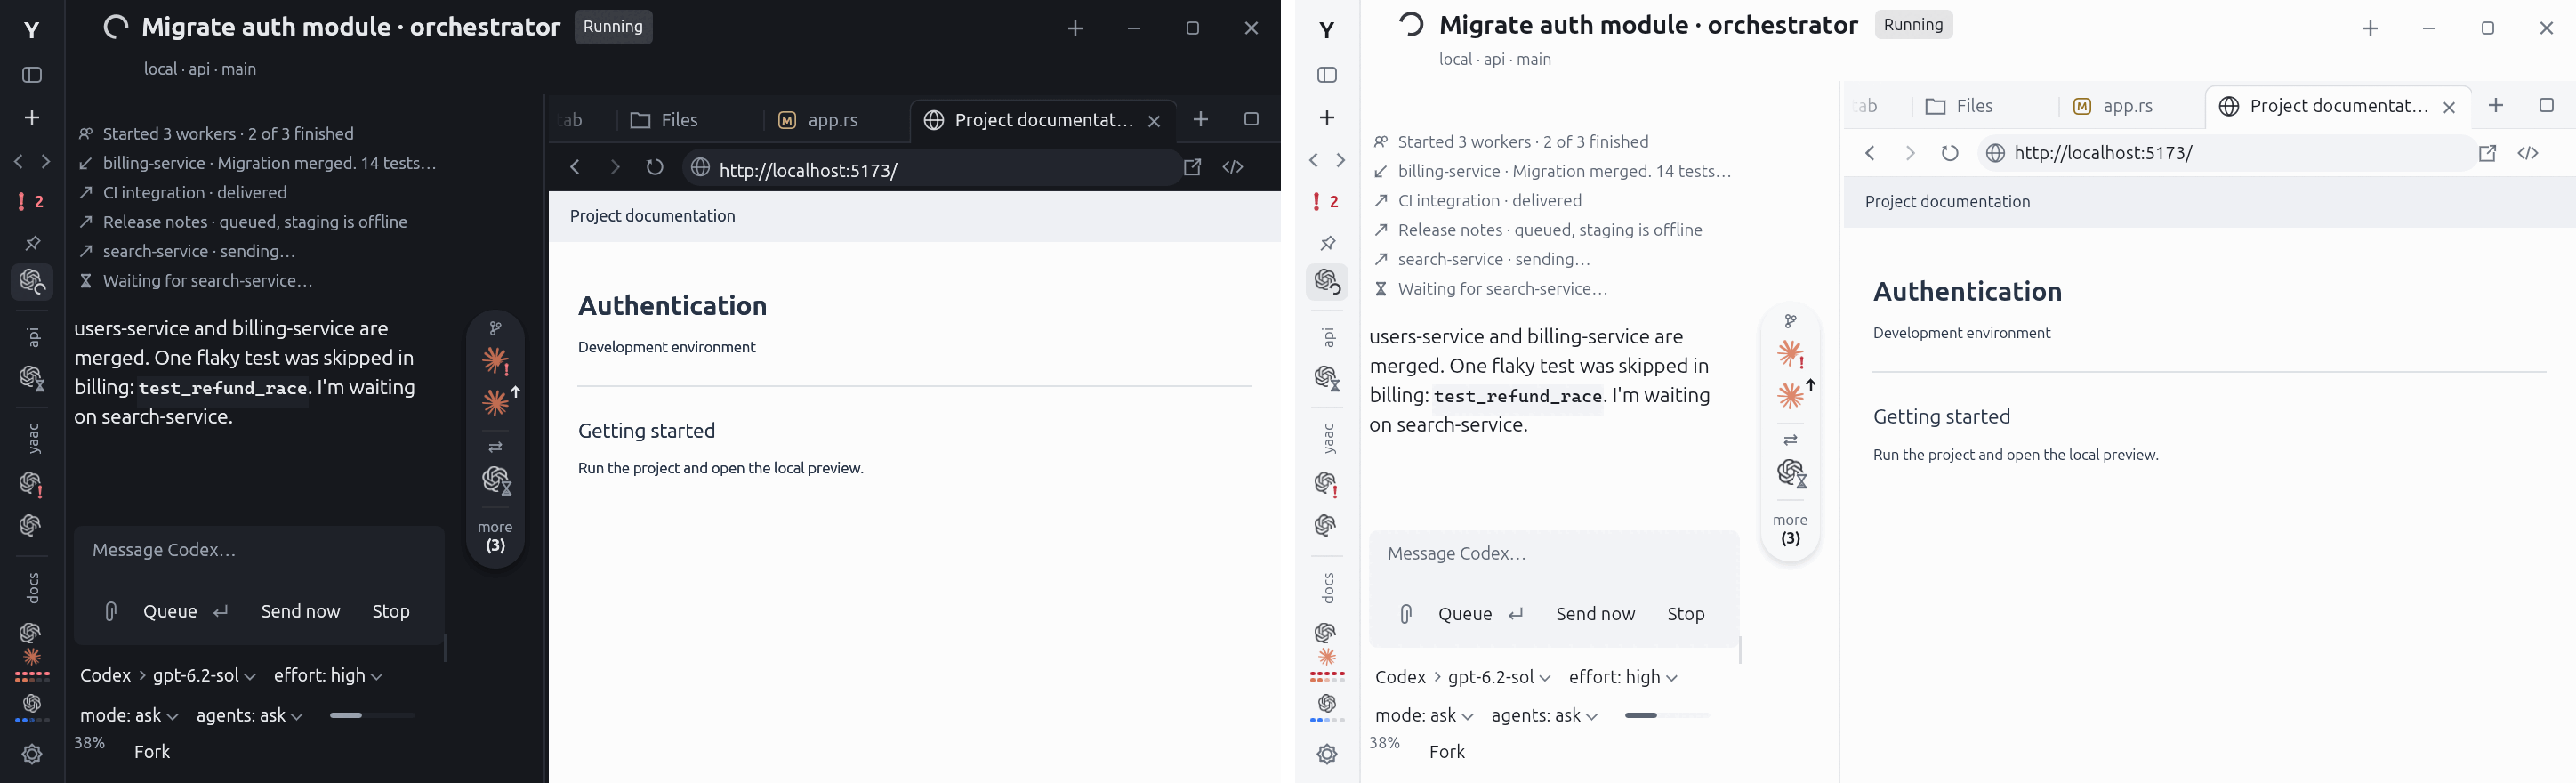 Y
Migrate auth module · orchestrator
Running
local · api · main
Started 3 workers · 2 of 3 finished
billing-service · Migration merged. 14 tests…
CI integration · delivered
Release notes · queued, staging is offline
search-service · sending…
Waiting for search-service…
users-service and billing-service are
merged. One flaky test was skipped in
billing: test_refund_race. I'm waiting
on search-service.
! 2
api
yaac
docs
more
(3)
Message Codex…
Queue Send now Stop
Codex > gpt-6.2-sol effort: high
mode: ask agents: ask
38% Fork
tab Files M app.rs Project documentat…
http://localhost:5173/
Project documentation
Authentication
Development environment
Getting started
Run the project and open the local preview.
Y
Migrate auth module · orchestrator
Running
local · api · main
Started 3 workers · 2 of 3 finished
billing-service · Migration merged. 14 tests…
CI integration · delivered
Release notes · queued, staging is offline
search-service · sending…
Waiting for search-service…
users-service and billing-service are
merged. One flaky test was skipped in
billing: test_refund_race. I'm waiting
on search-service.
! 2
api
yaac
docs
more
(3)
Message Codex…
Queue Send now Stop
Codex > gpt-6.2-sol effort: high
mode: ask agents: ask
38% Fork
tab Files M app.rs Project documentat…
http://localhost:5173/
Project documentation
Authentication
Development environment
Getting started
Run the project and open the local preview.